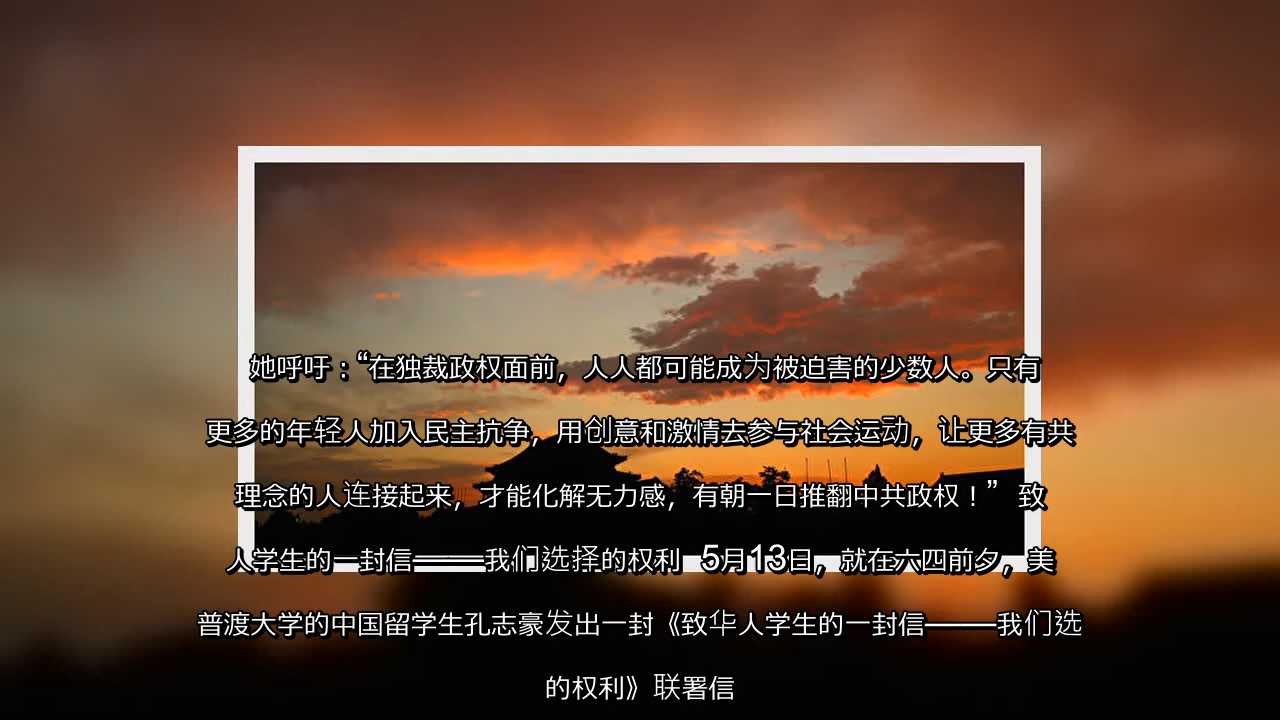 她呼吁：“在独裁政权面前，人人都可能成为被迫害的少数人。只有
更多的年轻人加入民主抗争，用创意和激情去参与社会运动，让更多有共
理念的人连接起来，才能化解无力感，有朝一日推翻中共政权！” 致
人学生的一封信———我们选择的权利 5月13日，就在六四前夕，美
普渡大学的中国留学生孔志豪发出一封《致华人学生的一封信———我们选
的权利》联署信